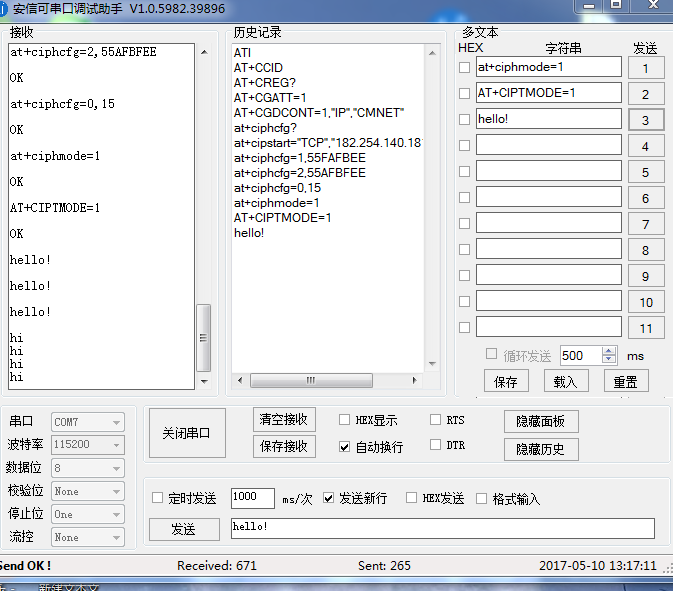 安信可串口调试助手 V1.0.5982.39896
接收
at+ciphcfg=2,55AFBFEE
OK
at+ciphcfg=0,15
OK
at+ciphmode=1
OK
AT+CIPTMODE=1
OK
hello!
hello!
hello!
hi
hi
hi
hi
历史记录
ATI
AT+CCID
AT+CREG?
AT+CGATT=1
AT+CGDCONT=1,"IP","CMNET"
at+ciphcfg?
at+cipstart="TCP","182.254.140.18
at+ciphcfg=1,55FAFBEE
at+ciphcfg=2,55AFBFEE
at+ciphcfg=0,15
at+ciphmode=1
AT+CIPTMODE=1
hello!
多文本
HEX 字符串 发送
at+ciphmode=1 1
AT+CIPTMODE=1 2
hello! 3
4
5
6
7
8
9
10
11
循环发送 500 ms
保存 载入 重置
串口 COM7
波特率 115200
数据位 8
校验位 None
停止位 One
流控 None
关闭串口
清空接收 HEX显示 RTS 隐藏面板
保存接收 自动换行 DTR 隐藏历史
定时发送 1000 ms/次 发送新行 HEX发送 格式输入
发送 hello!
Send OK ! Received: 671 Sent: 265 2017-05-10 13:17:11